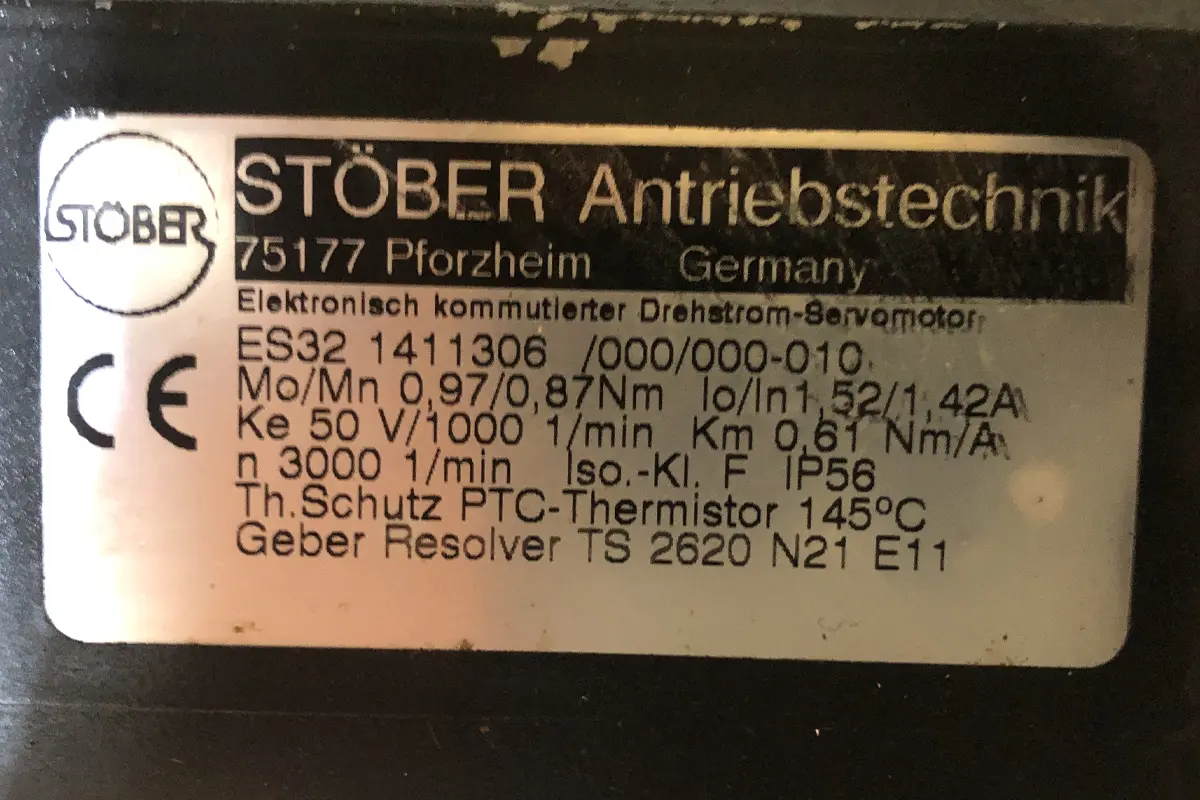 STÖBER
STÖBER Antriebstechnik
75177 Pforzheim Germany
Elektronisch kommutierter Drehstrom-Servomotor
ES32 1411306 /000/000-010
Mo/Mn 0,97/0,87Nm Io/In1,52/1,42A
CE
Ke 50 V/1000 1/min Km 0,61 Nm/A
n 3000 1/min Iso.-Kl. F IP56
Th.Schutz PTC-Thermistor 145°C
Geber Resolver TS 2620 N21 E11